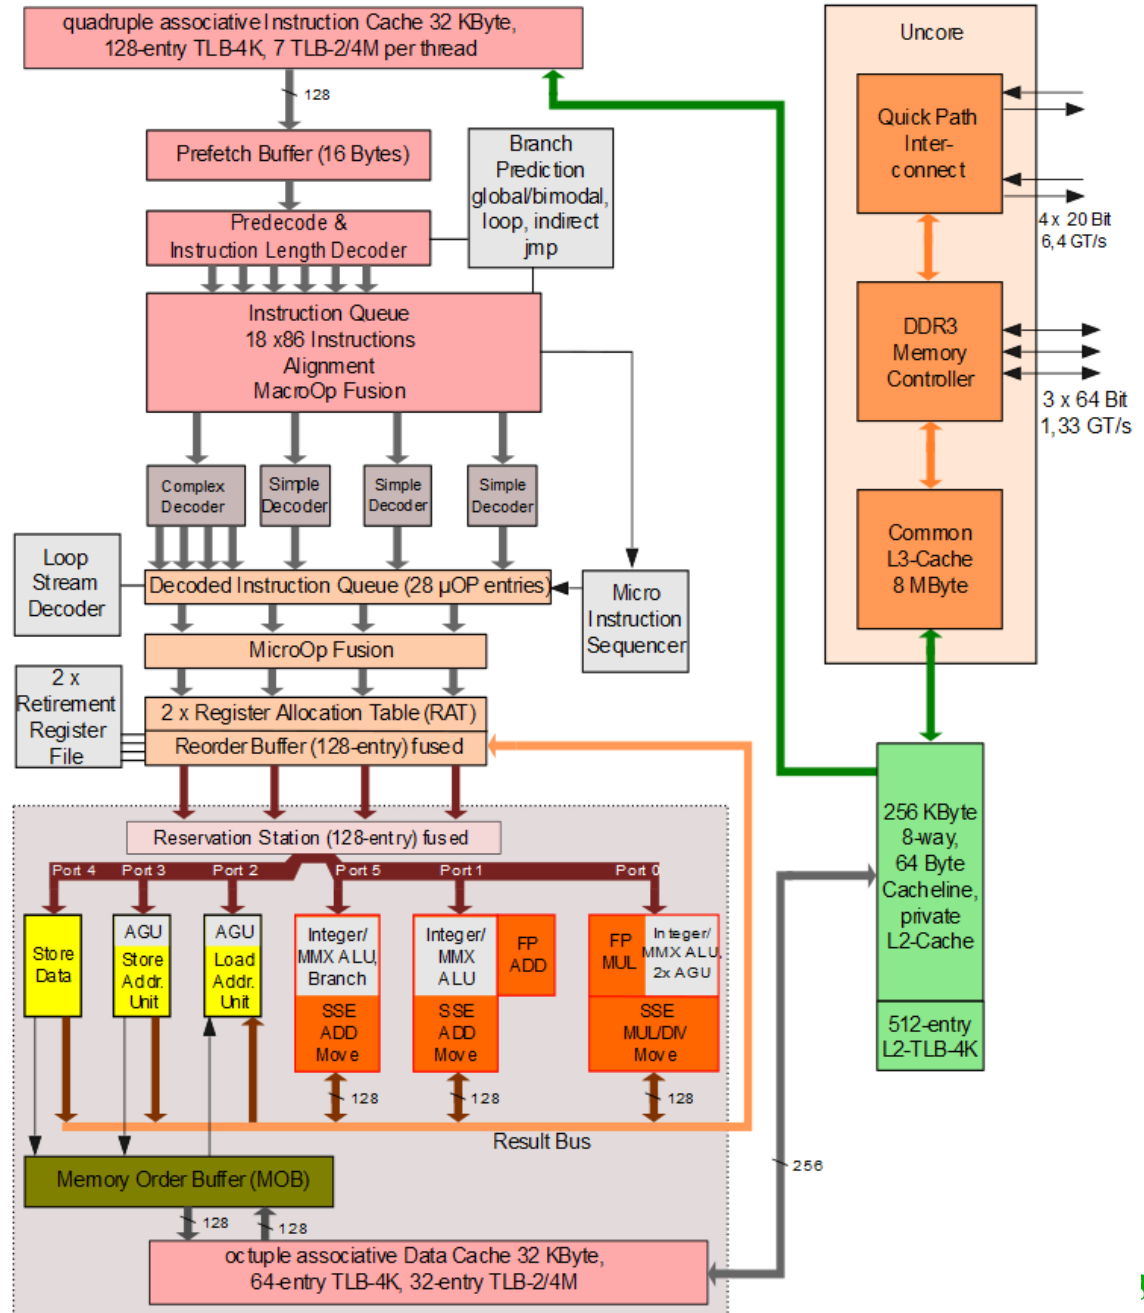 quadruple associative Instruction Cache 32 KByte,
128-entry TLB-4K, 7 TLB-2/4M per thread
128
Prefetch Buffer (16 Bytes)
Predecode &
Instruction Length Decoder
Branch
Prediction
global/bimodal,
loop, indirect
jmp
Instruction Queue
18 x86 Instructions
Alignment
MacroOp Fusion
Complex
Decoder
Simple
Decoder
Simple
Decoder
Simple
Decoder
Loop
Stream
Decoder
Decoded Instruction Queue (28 µOP entries)
Micro
Instruction
Sequencer
MicroOp Fusion
2 x
Retirement
Register
File
2 x Register Allocation Table (RAT)
Reorder Buffer (128-entry) fused
Reservation Station (128-entry) fused
Port 4
Port 3
Port 2
Port 5
Port 1
Port 0
Store
Data
AGU
Store
Addr.
Unit
AGU
Load
Addr.
Unit
Integer/
MMX ALU,
Branch
SSE
ADD
Move
Integer/
MMX
ALU
FP
ADD
SSE
ADD
Move
FP
MUL
Integer/
MMX ALU,
2x AGU
SSE
MUL/DIV
Move
128
128
128
Result Bus
Memory Order Buffer (MOB)
128
128
octuple associative Data Cache 32 KByte,
64-entry TLB-4K, 32-entry TLB-2/4M
256
Uncore
Quick Path
Inter-
connect
4 x 20 Bit
6,4 GT/s
DDR3
Memory
Controller
3 x 64 Bit
1,33 GT/s
Common
L3-Cache
8 MByte
256 KByte
8-way,
64 Byte
Cacheline,
private
L2-Cache
512-entry
L2-TLB-4K